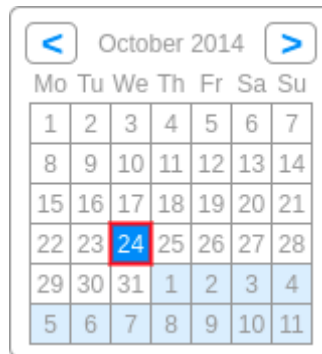 < October 2014 >
Mo Tu We Th Fr Sa Su
1 2 3 4 5 6 7
8 9 10 11 12 13 14
15 16 17 18 19 20 21
22 23 24 25 26 27 28
29 30 31 1 2 3 4
5 6 7 8 9 10 11